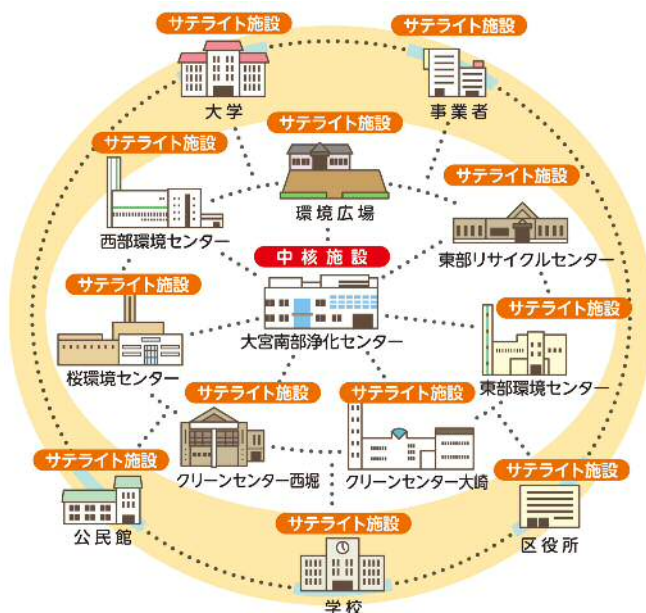 サテライト施設
大学
サテライト施設
事業者
サテライト施設
環境広場
サテライト施設
西部環境センター
サテライト施設
東部リサイクルセンター
中核施設
大宮南部浄化センター
サテライト施設
桜環境センター
サテライト施設
東部環境センター
サテライト施設
クリーンセンター西堀
サテライト施設
クリーンセンター大崎
サテライト施設
公民館
サテライト施設
区役所
サテライト施設
学校